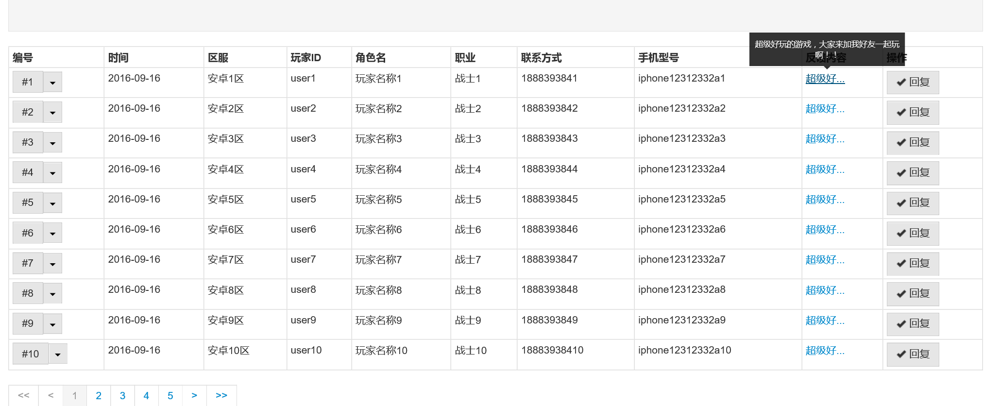 超级好玩的游戏，大家来加我好友一起玩
啊！！
编号 时间 区服 玩家ID 角色名 职业 联系方式 手机型号 反馈内容 操作
#1 2016-09-16 安卓1区 user1 玩家名称1 战士1 1888393841 iphone12312332a1 超级好... 回复
#2 2016-09-16 安卓2区 user2 玩家名称2 战士2 1888393842 iphone12312332a2 超级好... 回复
#3 2016-09-16 安卓3区 user3 玩家名称3 战士3 1888393843 iphone12312332a3 超级好... 回复
#4 2016-09-16 安卓4区 user4 玩家名称4 战士4 1888393844 iphone12312332a4 超级好... 回复
#5 2016-09-16 安卓5区 user5 玩家名称5 战士5 1888393845 iphone12312332a5 超级好... 回复
#6 2016-09-16 安卓6区 user6 玩家名称6 战士6 1888393846 iphone12312332a6 超级好... 回复
#7 2016-09-16 安卓7区 user7 玩家名称7 战士7 1888393847 iphone12312332a7 超级好... 回复
#8 2016-09-16 安卓8区 user8 玩家名称8 战士8 1888393848 iphone12312332a8 超级好... 回复
#9 2016-09-16 安卓9区 user9 玩家名称9 战士9 1888393849 iphone12312332a9 超级好... 回复
#10 2016-09-16 安卓10区 user10 玩家名称10 战士10 18883938410 iphone12312332a10 超级好... 回复
<< < 1 2 3 4 5 > >>